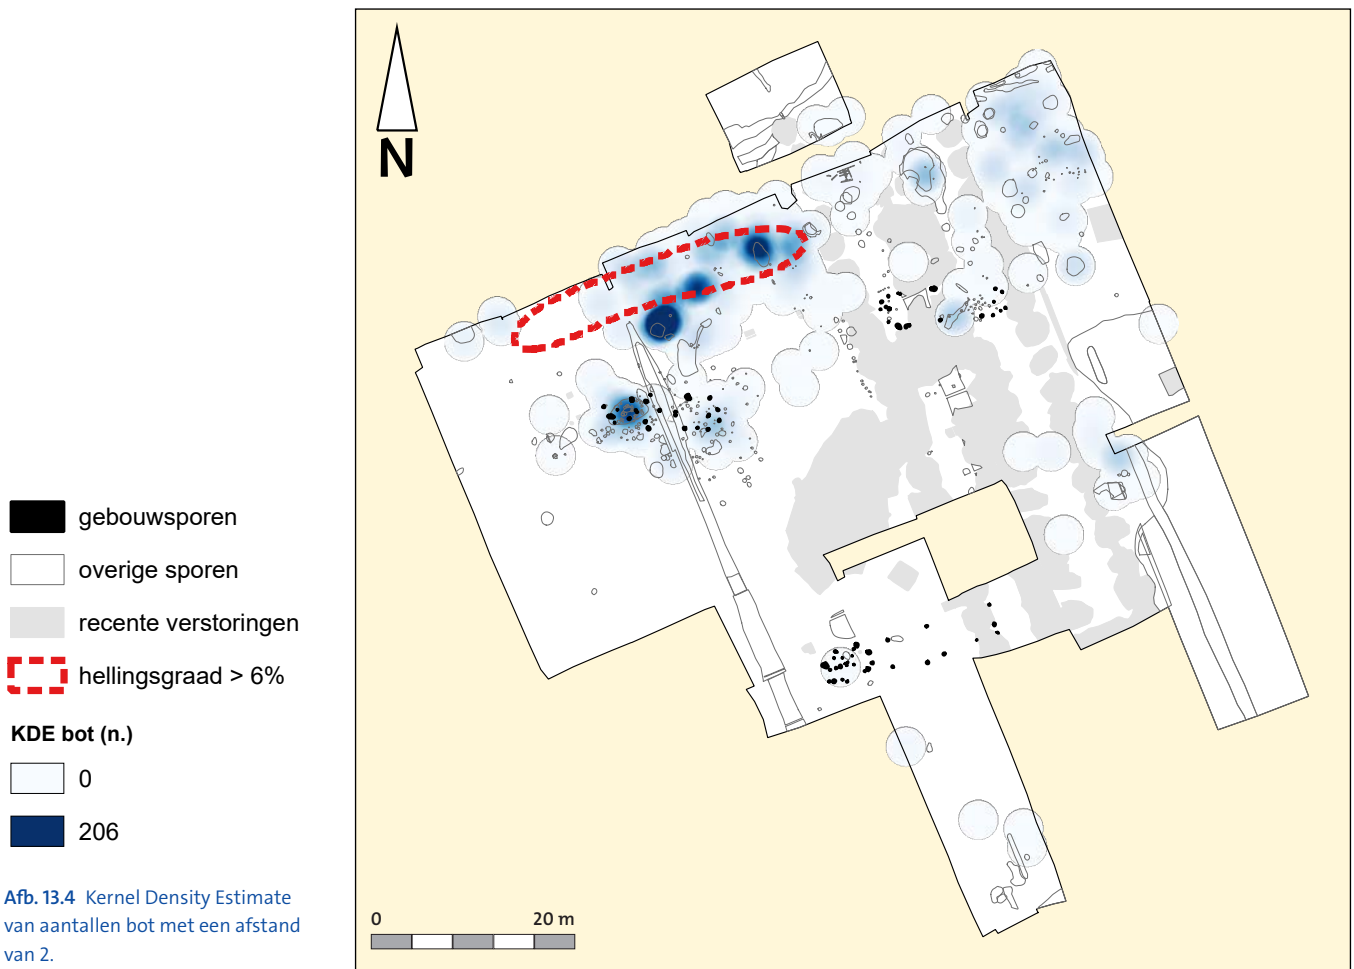 N
gebouwsporen
overige sporen
recente verstoringen
hellingsgraad > 6%
KDE bot (n.)
0
206
Afb. 13.4 Kernel Density Estimate
van aantallen bot met een afstand
van 2.
0 20 m